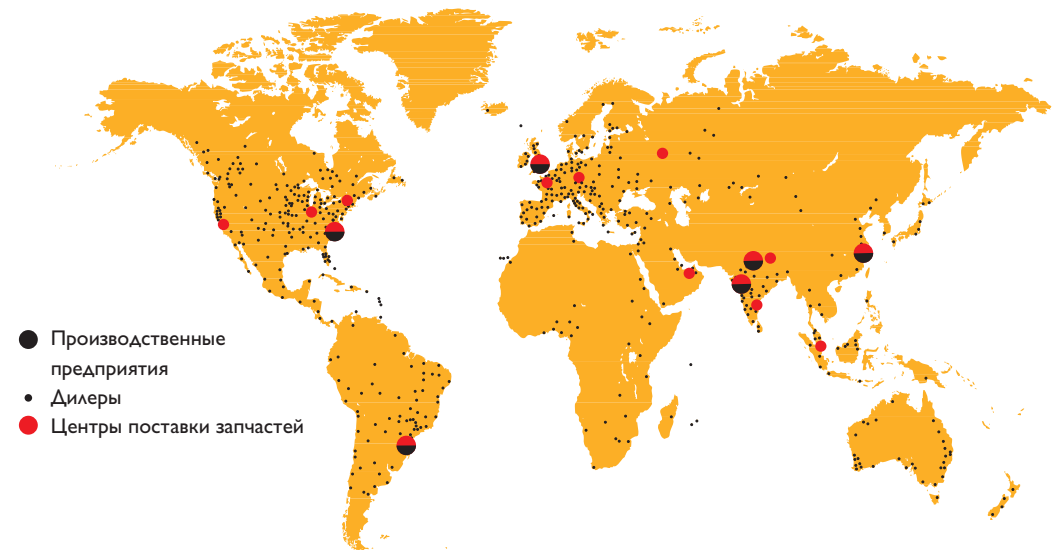 Производственные
предприятия
Дилеры
Центры поставки запчастей